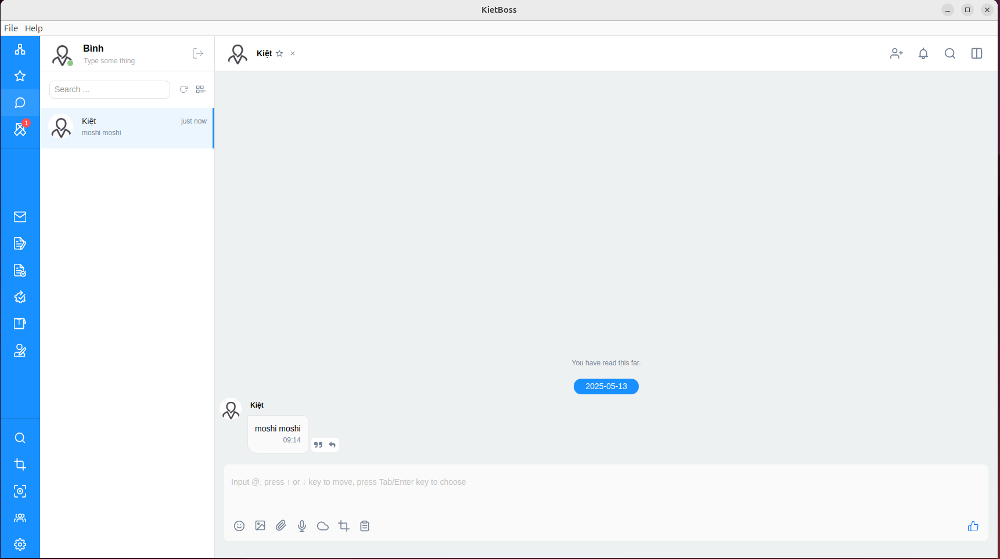 KietBoss
File Help
Bình
Type some thing
Search ...
1
Kiệt
just now
moshi moshi
Kiệt
You have read this far.
2025-05-13
Kiệt
moshi moshi
09:14
Input @, press ↑ or ↓ key to move, press Tab/Enter key to choose